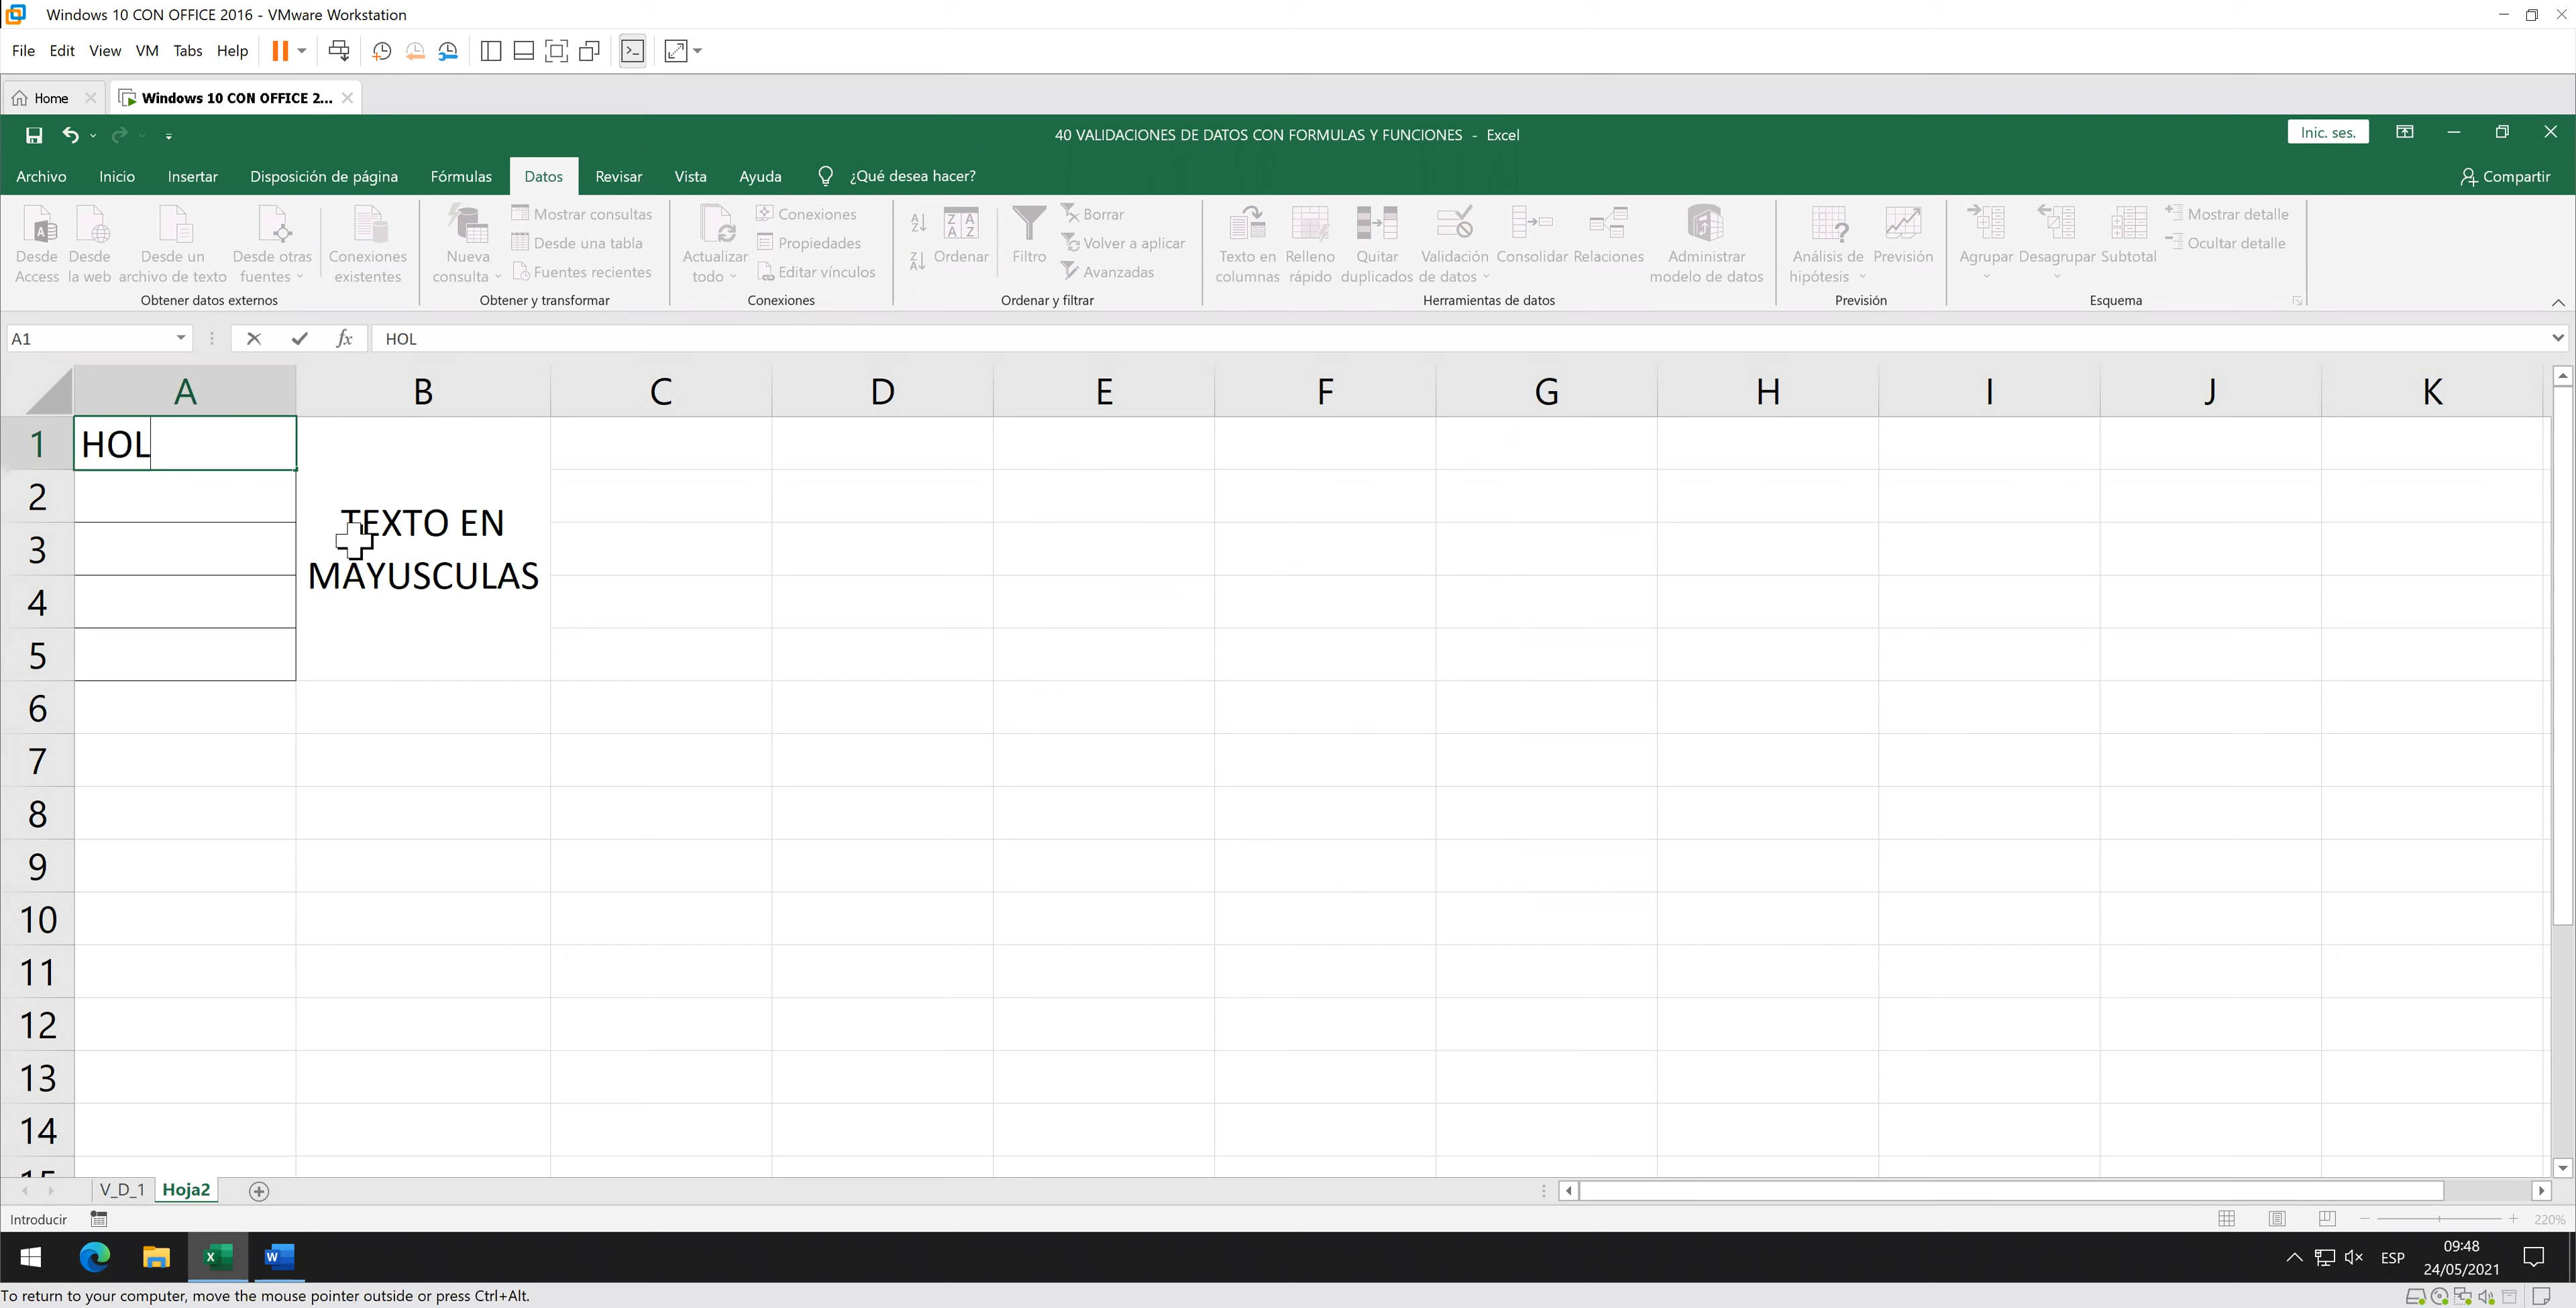 Windows 10 CON OFFICE 2016 - VMware Workstation
File Edit View VM Tabs Help
Home Windows 10 CON OFFICE 2...
40 VALIDACIONES DE DATOS CON FORMULAS Y FUNCIONES - Excel
Inic. ses.
Archivo Inicio Insertar Disposición de página Fórmulas Datos Revisar Vista Ayuda ¿Qué desea hacer? Compartir
Desde Access
Desde la web
Desde un archivo de texto
Desde otras fuentes
Conexiones existentes
Obtener datos externos
Nueva consulta
Mostrar consultas
Desde una tabla
Fuentes recientes
Obtener y transformar
Actualizar todo
Conexiones
Propiedades
Editar vínculos
Conexiones
Ordenar
Filtro
Borrar
Volver a aplicar
Avanzadas
Ordenar y filtrar
Texto en columnas
Relleno rápido
Quitar duplicados
Validación de datos
Consolidar
Relaciones
Administrar modelo de datos
Herramientas de datos
Análisis de hipótesis
Previsión
Previsión
Agrupar
Desagrupar
Subtotal
Mostrar detalle
Ocultar detalle
Esquema
A1 fx HOL
A B C D E F G H I J K
1 HOL
2
TEXTO EN
3
MAYUSCULAS
4
5
6
7
8
9
10
11
12
13
14
15
V_D_1 Hoja2
Introducir
220%
ESP
09:48
24/05/2021
To return to your computer, move the mouse pointer outside or press Ctrl+Alt.